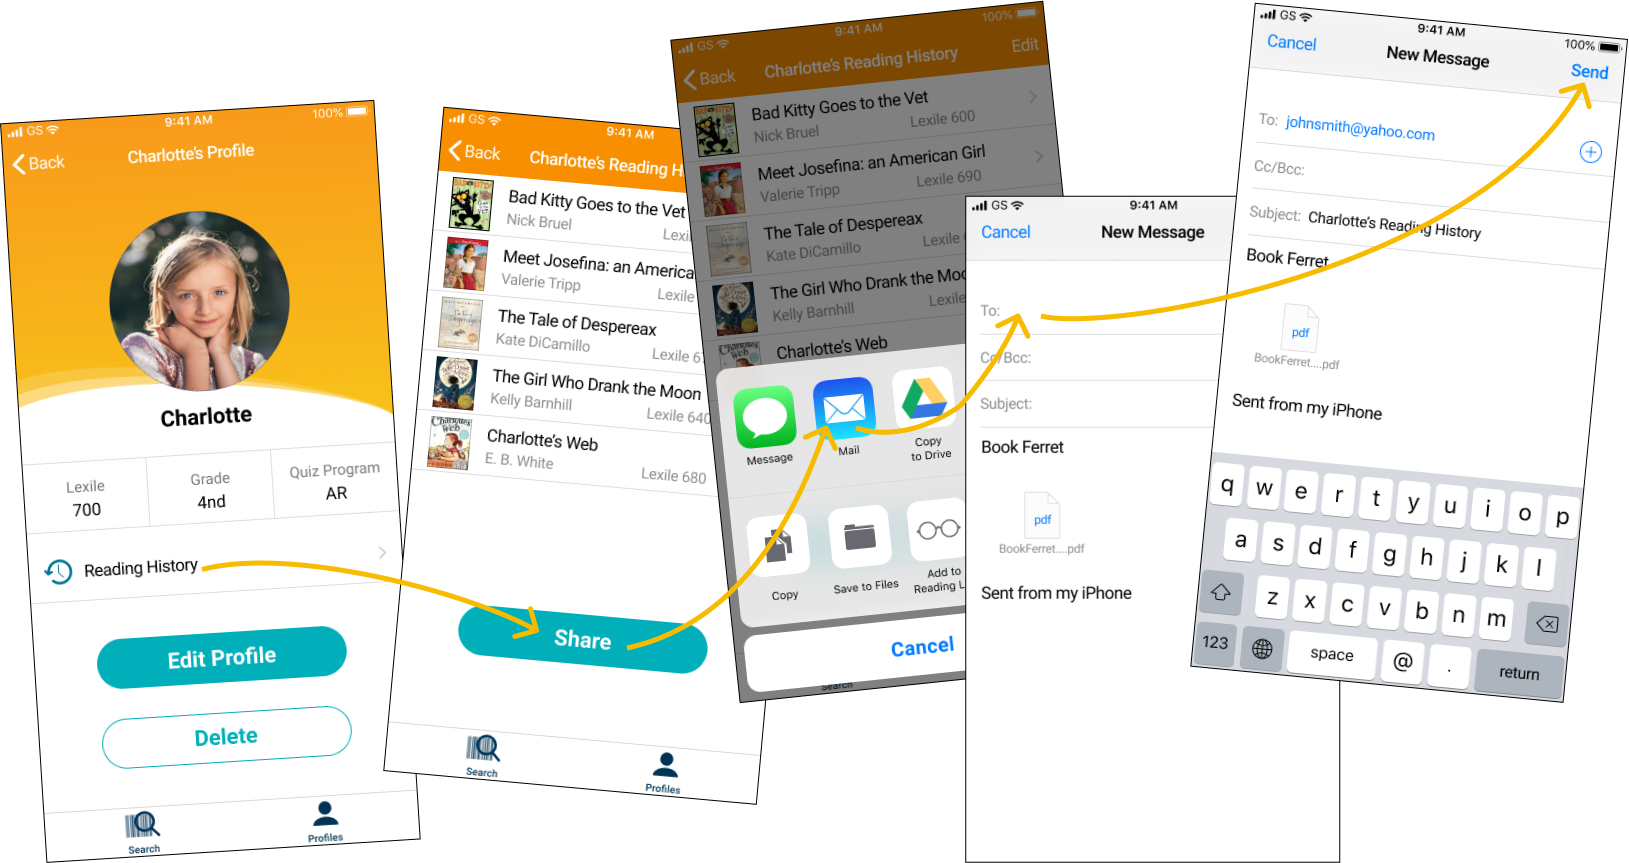 GS
9:41 AM
100%
Back
Charlotte's Profile
Charlotte
Lexile
700
Grade
4nd
Quiz Program
AR
Reading History
Edit Profile
Delete
Search
Profiles
GS
9:41 AM
Back
Charlotte's Reading H
Bad Kitty Goes to the Vet
Nick Bruel
Lexi
Meet Josefina: an America
Valerie Tripp
Lexile
The Tale of Despereax
Kate DiCamillo
Lexile 6
The Girl Who Drank the Moon
Kelly Barnhill
Lexile 640
Charlotte's Web
E. B. White
Lexile 680
Share
Search
Profiles
GS
9:41 AM
100%
Back
Charlotte's Reading History
Edit
Bad Kitty Goes to the Vet
Nick Bruel
Lexile 600
Meet Josefina: an American Girl
Valerie Tripp
Lexile 690
The Tale of Despereax
Kate DiCamillo
Lexile
The Girl Who Drank the Moo
Kelly Barnhill
Lexile
Charlotte's Web
Message
Mail
Copy
to Drive
Copy
Save to Files
Add to
Reading L
Cancel
Search
GS
9:41 AM
Cancel
New Message
To:
Cc/Bcc:
Subject:
Book Ferret
pdf
BookFerret....pdf
Sent from my iPhone
GS
9:41 AM
100%
Cancel
New Message
Send
To: johnsmith@yahoo.com
Cc/Bcc:
Subject: Charlotte's Reading History
Book Ferret
pdf
BookFerret....pdf
Sent from my iPhone
q w e r t y u i o p
a s d f g h j k l
z x c v b n m
123 space @ . return